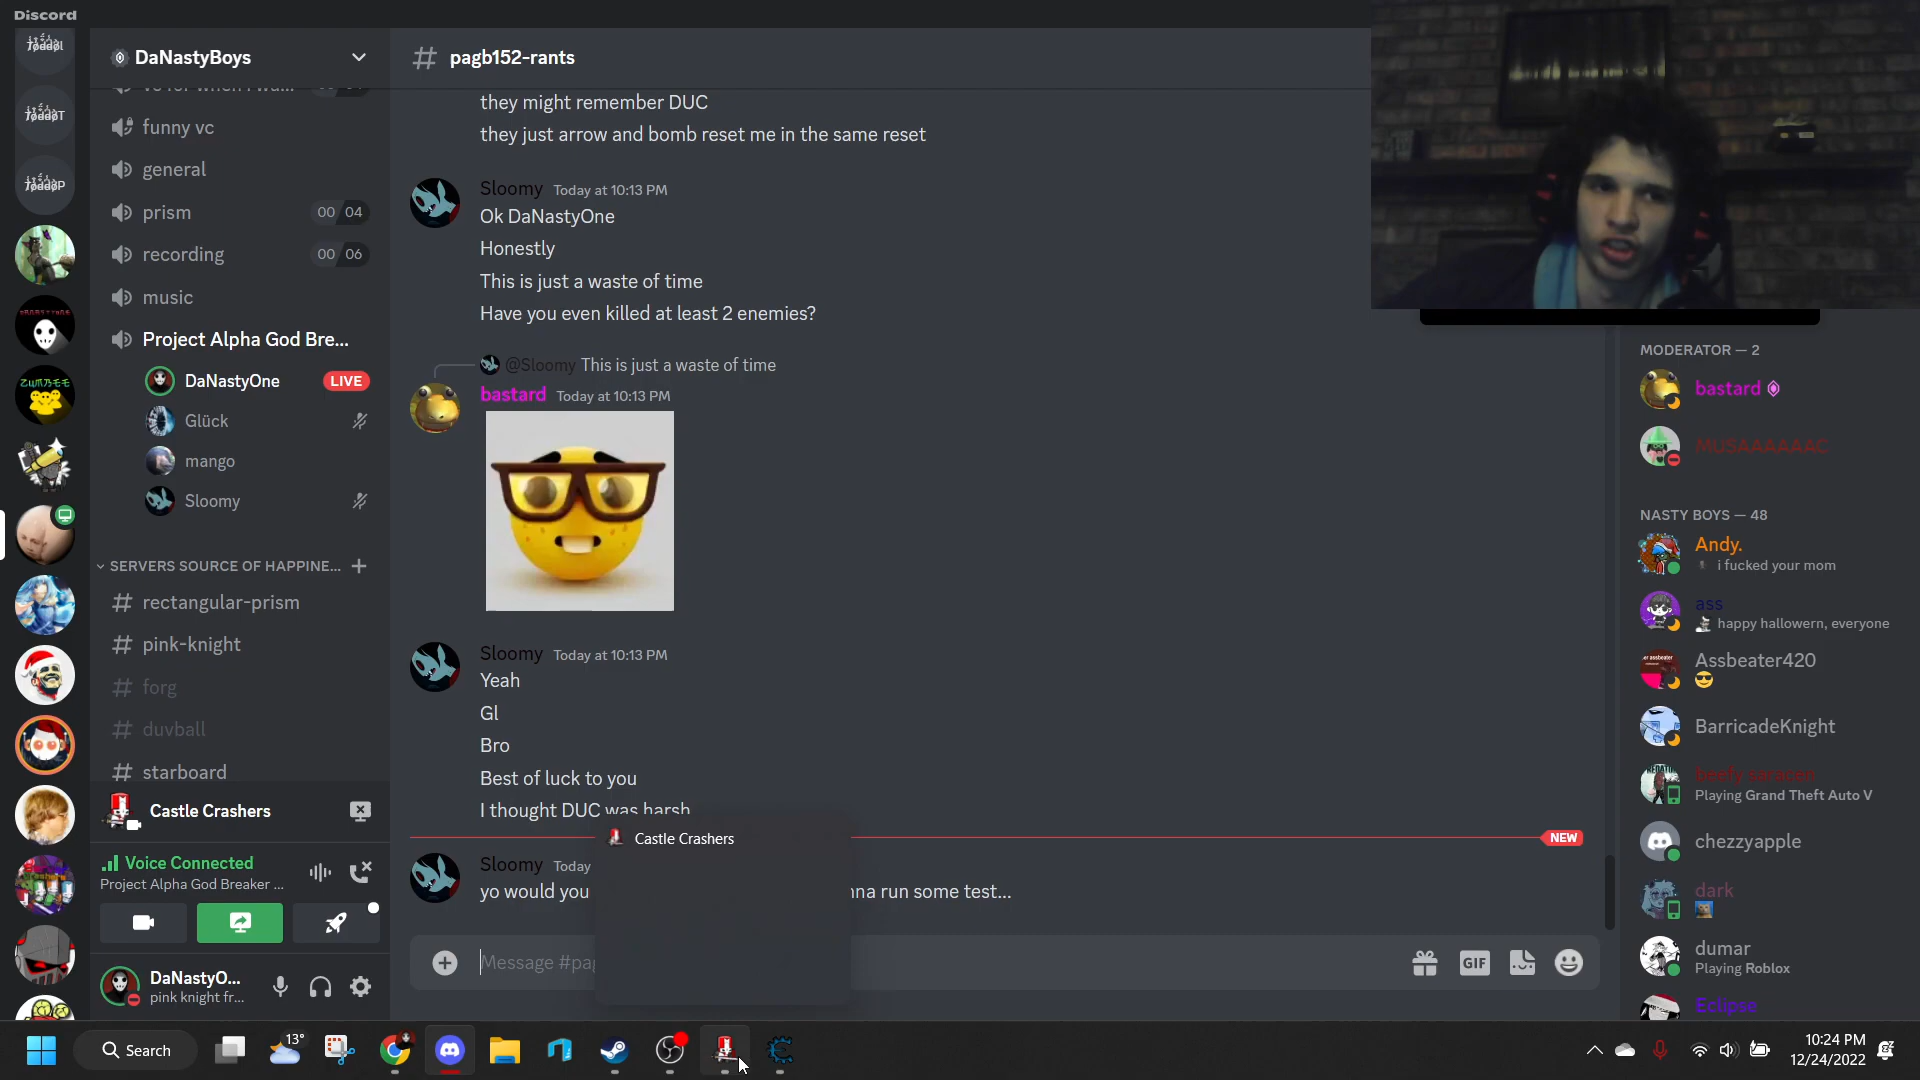 Discord
DaNastyBoys
# pagb152-rants
funny vc
general
prism 00 04
recording 00 06
music
Project Alpha God Bre...
DaNastyOne LIVE
Glück
mango
Sloomy
SERVERS SOURCE OF HAPPINE... +
# rectangular-prism
# pink-knight
# forg
# duvball
# starboard
Castle Crashers
Voice Connected
Project Alpha God Breaker ...
DaNastyO...
pink knight fr...
they might remember DUC
they just arrow and bomb reset me in the same reset
Sloomy Today at 10:13 PM
Ok DaNastyOne
Honestly
This is just a waste of time
Have you even killed at least 2 enemies?
@Sloomy This is just a waste of time
bastard Today at 10:13 PM
Sloomy Today at 10:13 PM
Yeah
Gl
Bro
Best of luck to you
I thought DUC was harsh
NEW
Castle Crashers
Sloomy Today
yo would you
nna run some test...
Message #pag
GIF
MODERATOR — 2
bastard
MUSAAAAAAC
NASTY BOYS — 48
Andy.
i fucked your mom
ass
happy hallowern, everyone
Assbeater420
BarricadeKnight
beefy saracen
Playing Grand Theft Auto V
chezzyapple
dark
dumar
Playing Roblox
Eclipse
Search
13°
10:24 PM
12/24/2022